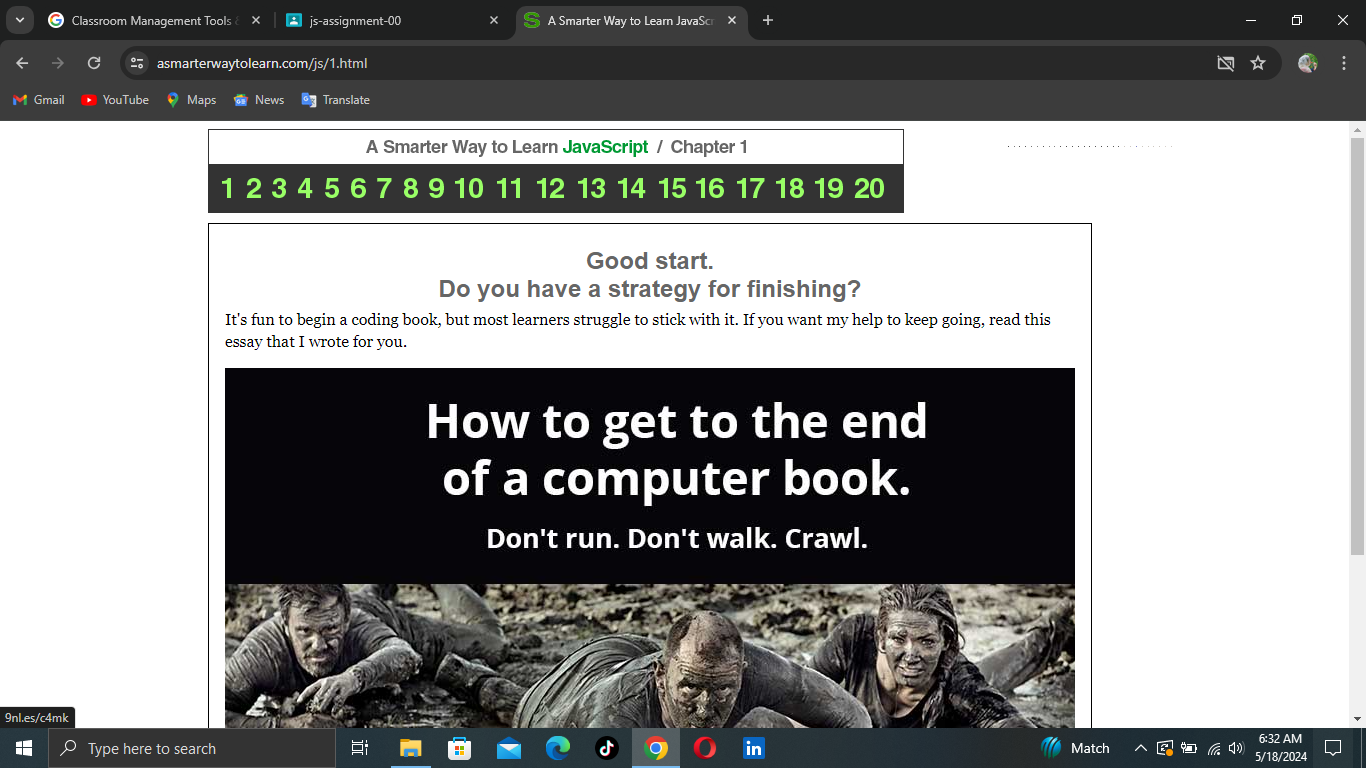 Classroom Management Tools &
js-assignment-00
A Smarter Way to Learn JavaScr
asmarterwaytolearn.com/js/1.html
Gmail
YouTube
Maps
News
Translate
A Smarter Way to Learn JavaScript / Chapter 1
1 2 3 4 5 6 7 8 9 10 11 12 13 14 15 16 17 18 19 20
Good start.
Do you have a strategy for finishing?
It's fun to begin a coding book, but most learners struggle to stick with it. If you want my help to keep going, read this
essay that I wrote for you.
How to get to the end
of a computer book.
Don't run. Don't walk. Crawl.
9nl.es/c4mk
Type here to search
Match
6:32 AM
5/18/2024